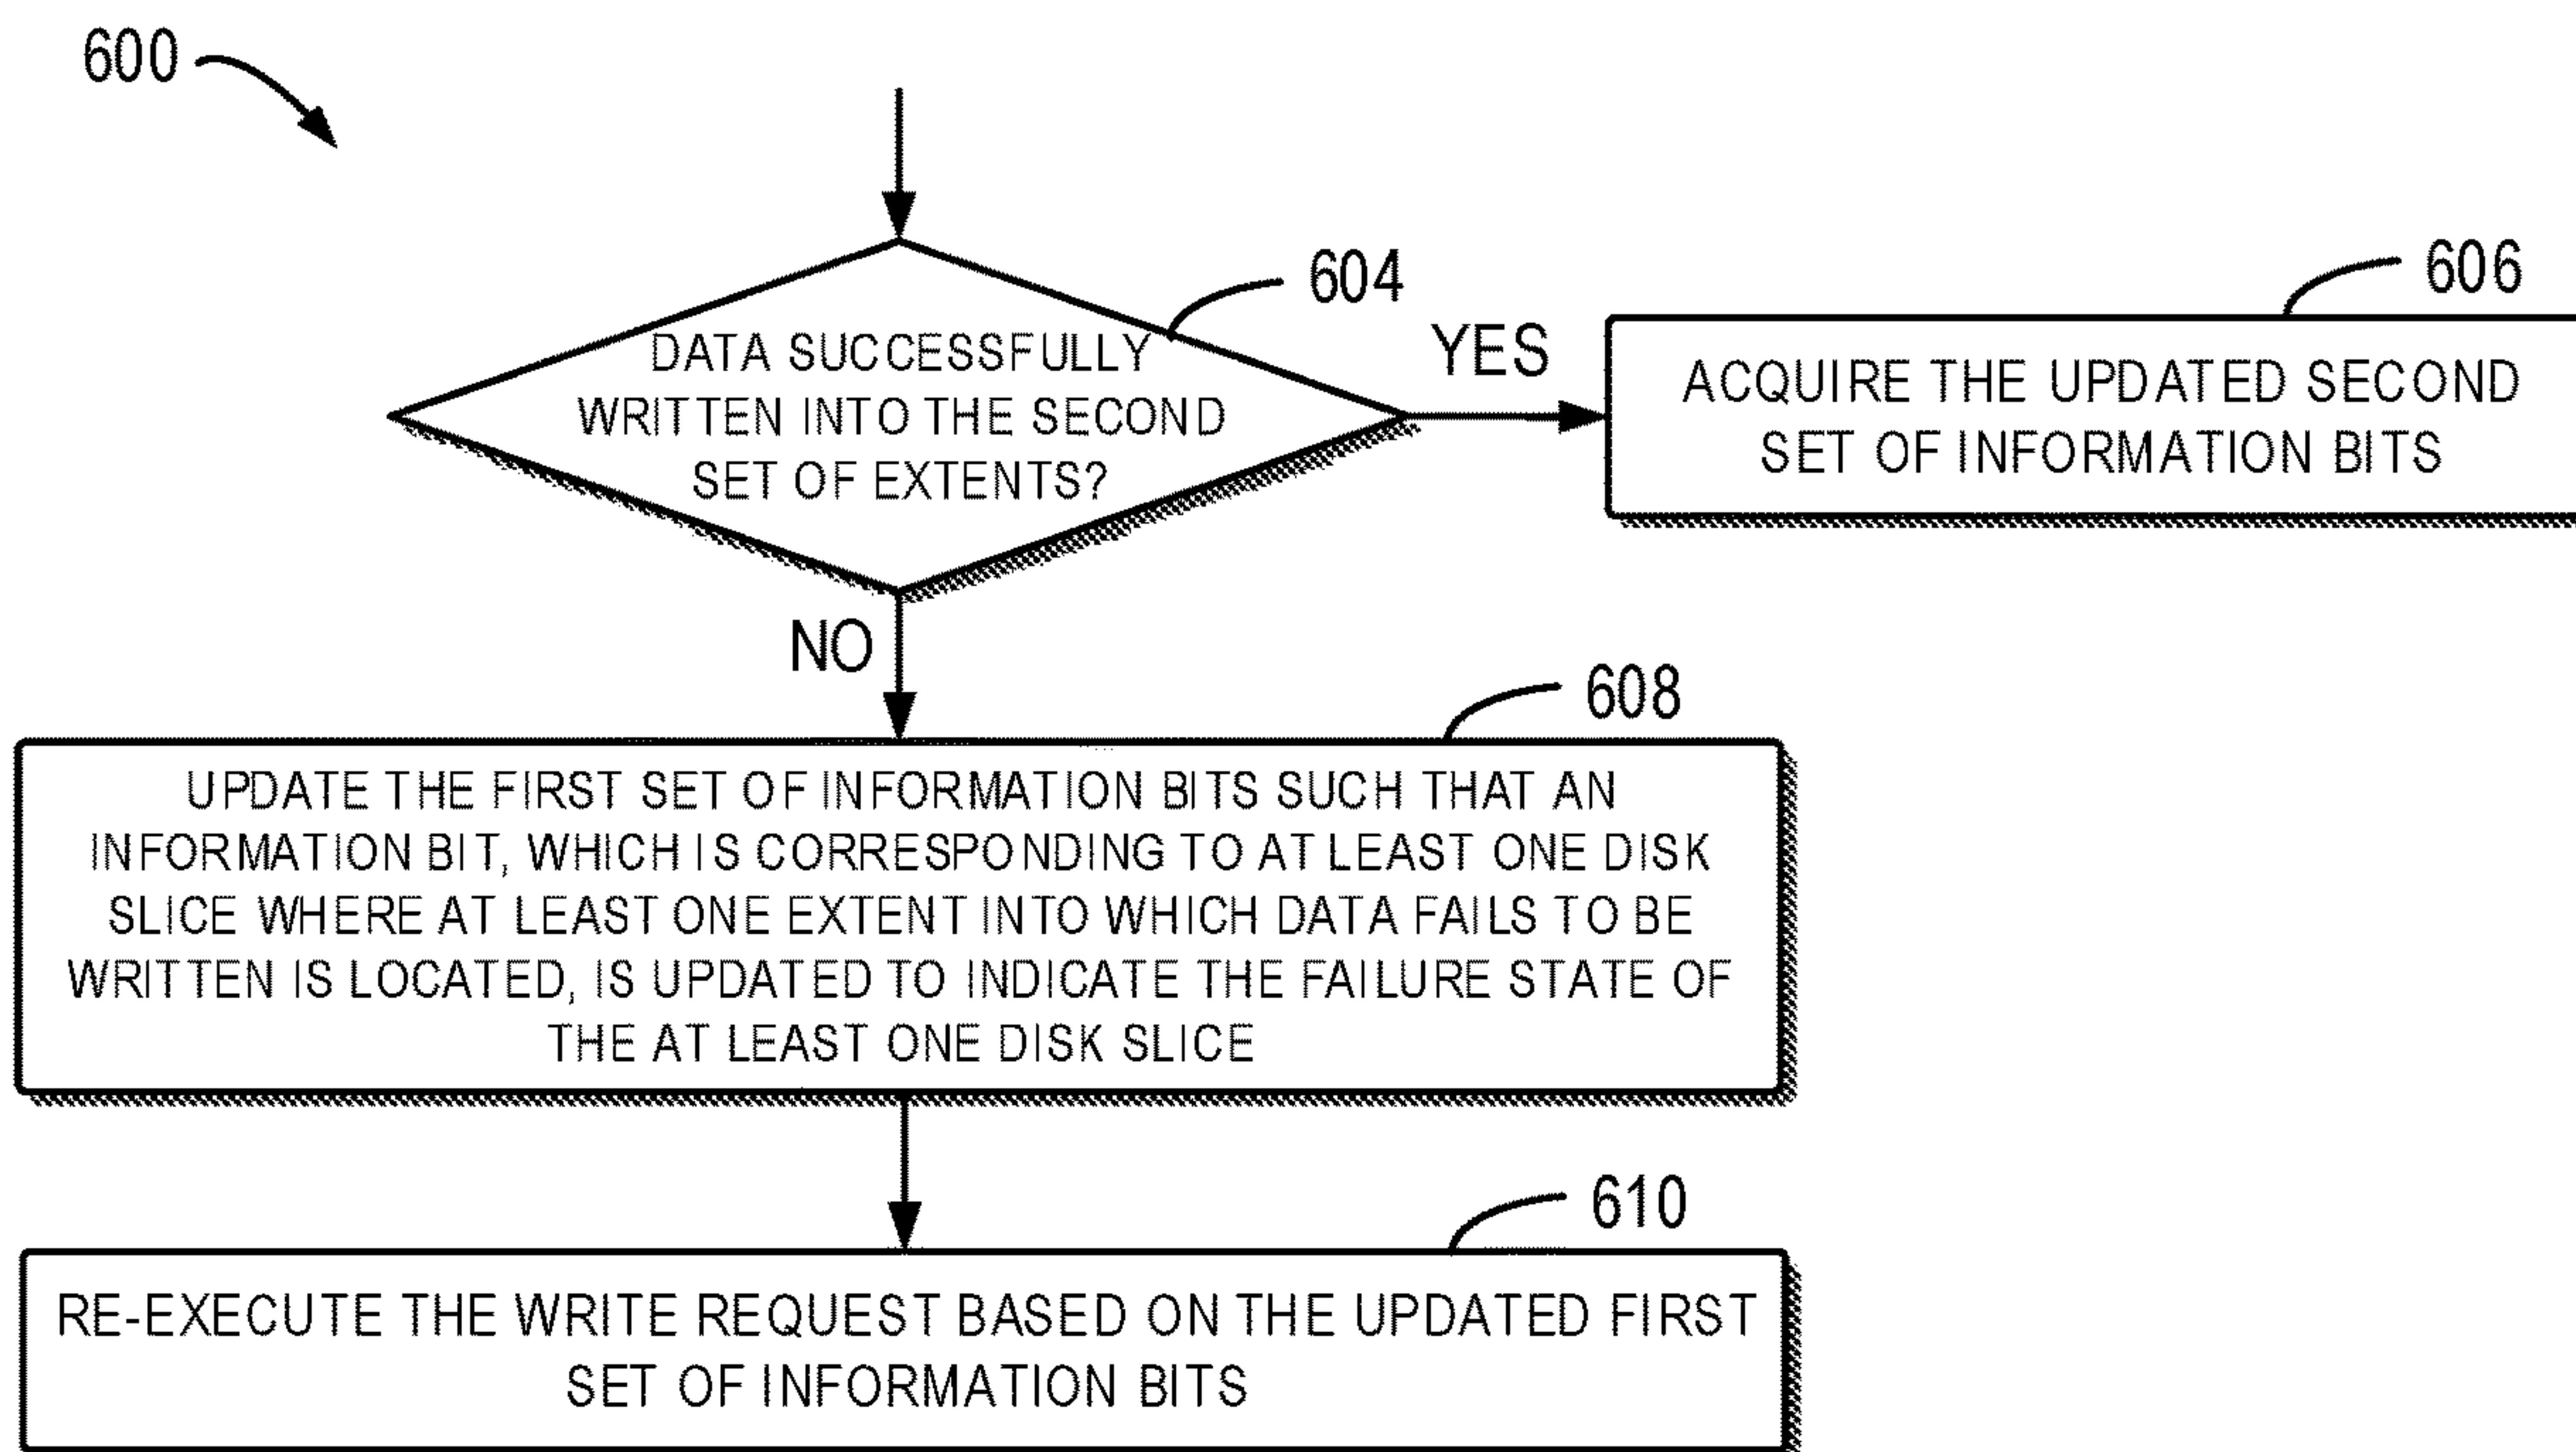 600
604
DATA SUCCESSFULLY
WRITTEN INTO THE SECOND
SET OF EXTENTS?
YES
606
ACQUIRE THE UPDATED SECOND
SET OF INFORMATION BITS
NO
608
UPDATE THE FIRST SET OF INFORMATION BITS SUCH THAT AN
INFORMATION BIT, WHICH IS CORRESPONDING TO AT LEAST ONE DISK
SLICE WHERE AT LEAST ONE EXTENT INTO WHICH DATA FAILS TO BE
WRITTEN IS LOCATED, IS UPDATED TO INDICATE THE FAILURE STATE OF
THE AT LEAST ONE DISK SLICE
610
RE-EXECUTE THE WRITE REQUEST BASED ON THE UPDATED FIRST
SET OF INFORMATION BITS